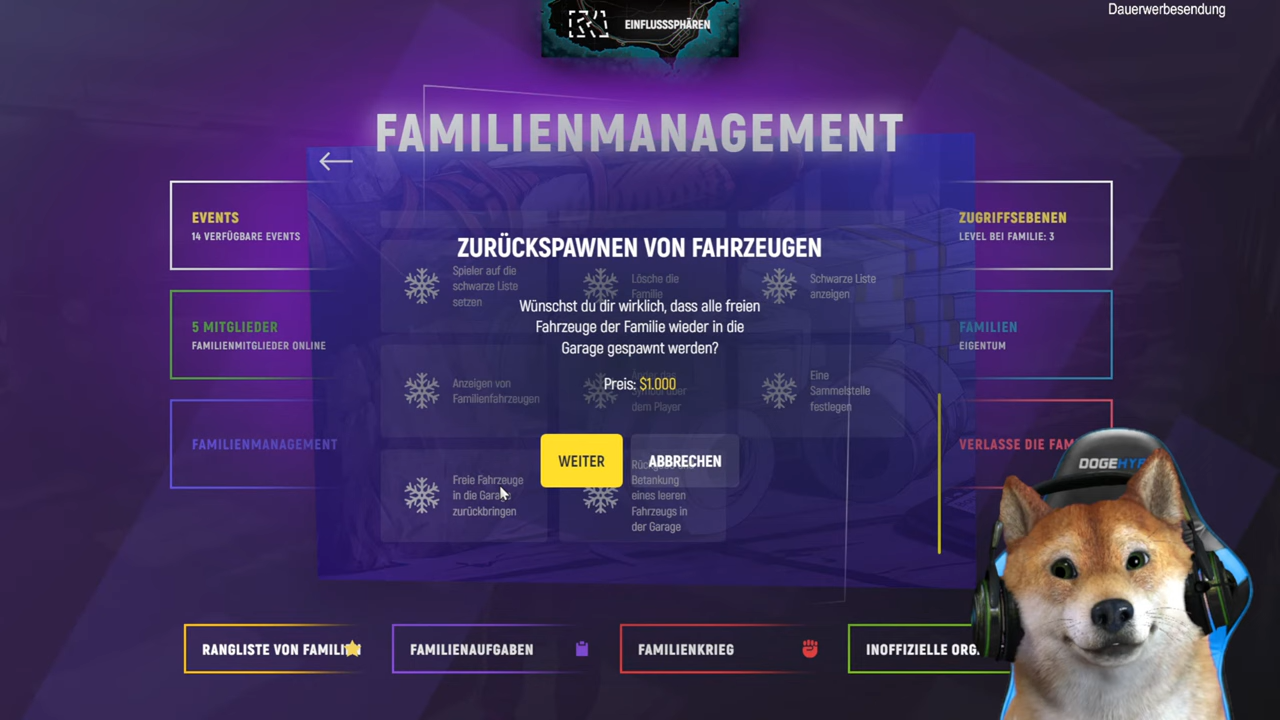 Dauerwerbesendung
EINFLUSSSPHÄREN
FAMILIENMANAGEMENT
EVENTS
14 VERFÜGBARE EVENTS
5 MITGLIEDER
FAMILIENMITGLIEDER ONLINE
FAMILIENMANAGEMENT
ZURÜCKSPAWNEN VON FAHRZEUGEN
Spieler auf die
schwarze Liste
setzen
Lösche die
Familie
Schwarze Liste
anzeigen
Wünschst du dir wirklich, dass alle freien
Fahrzeuge der Familie wieder in die
Garage gespawnt werden?
Preis: $1.000
Anzeigen von
Familienfahrzeugen
dem Player
Eine
Sammelstelle
festlegen
WEITER
ABBRECHEN
Freie Fahrzeuge
in die Garage
zurückbringen
Betankung
eines leeren
Fahrzeugs in
der Garage
ZUGRIFFSEBENEN
LEVEL BEI FAMILIE: 3
FAMILIEN
EIGENTUM
VERLASSE DIE FAM
DOGEHYPE
RANGLISTE VON FAMILIEN
FAMILIENAUFGABEN
FAMILIENKRIEG
INOFFIZIELLE ORG.